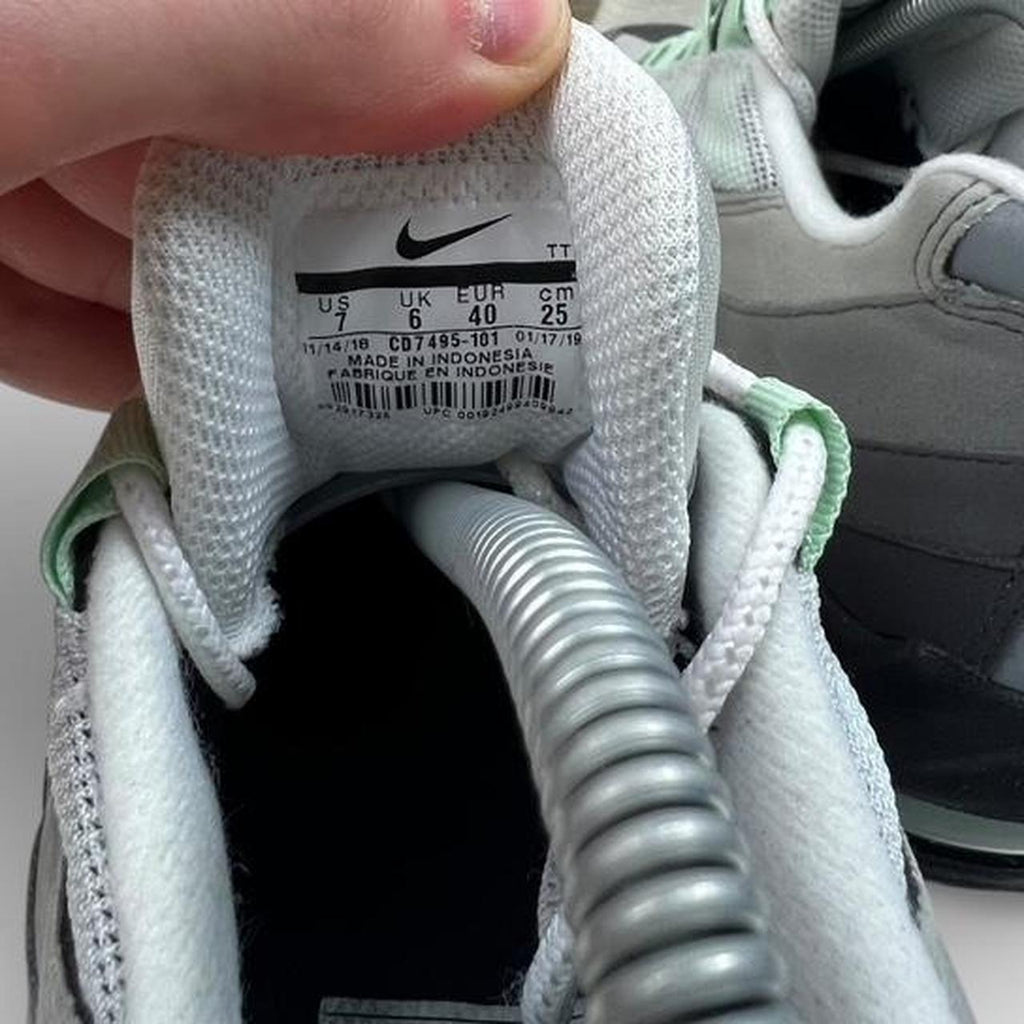 TT
US UK EUR cm
7 6 40 25
11/14/18 CD7495-101 01/17/19
MADE IN INDONESIA
FABRIQUE EN INDONESIE
UPC